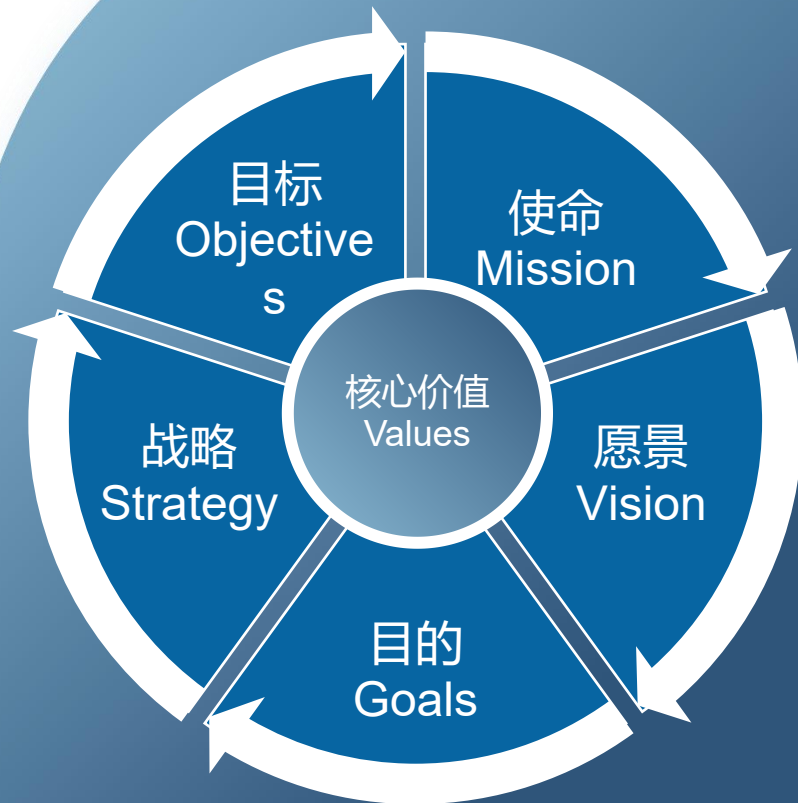 目标
Objective
s
使命
Mission
核心价值
Values
战略
Strategy
愿景
Vision
目的
Goals